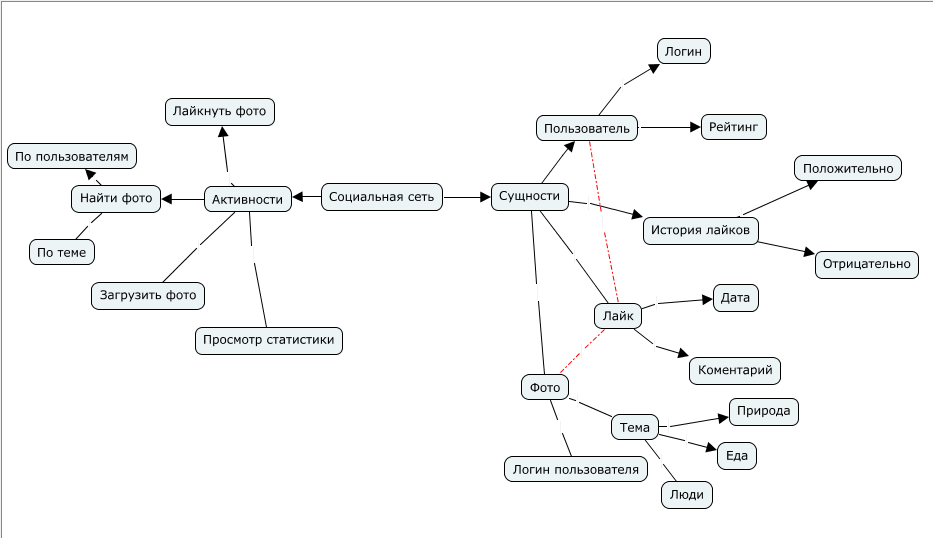 Логин
Лайкнуть фото
Пользователь
Рейтинг
По пользователям
Положительно
Найти фото
Активности
Социальная сеть
Сущности
История лайков
По теме
Отрицательно
Загрузить фото
Дата
Лайк
Просмотр статистики
Коментарий
Фото
Природа
Тема
Еда
Логин пользователя
Люди